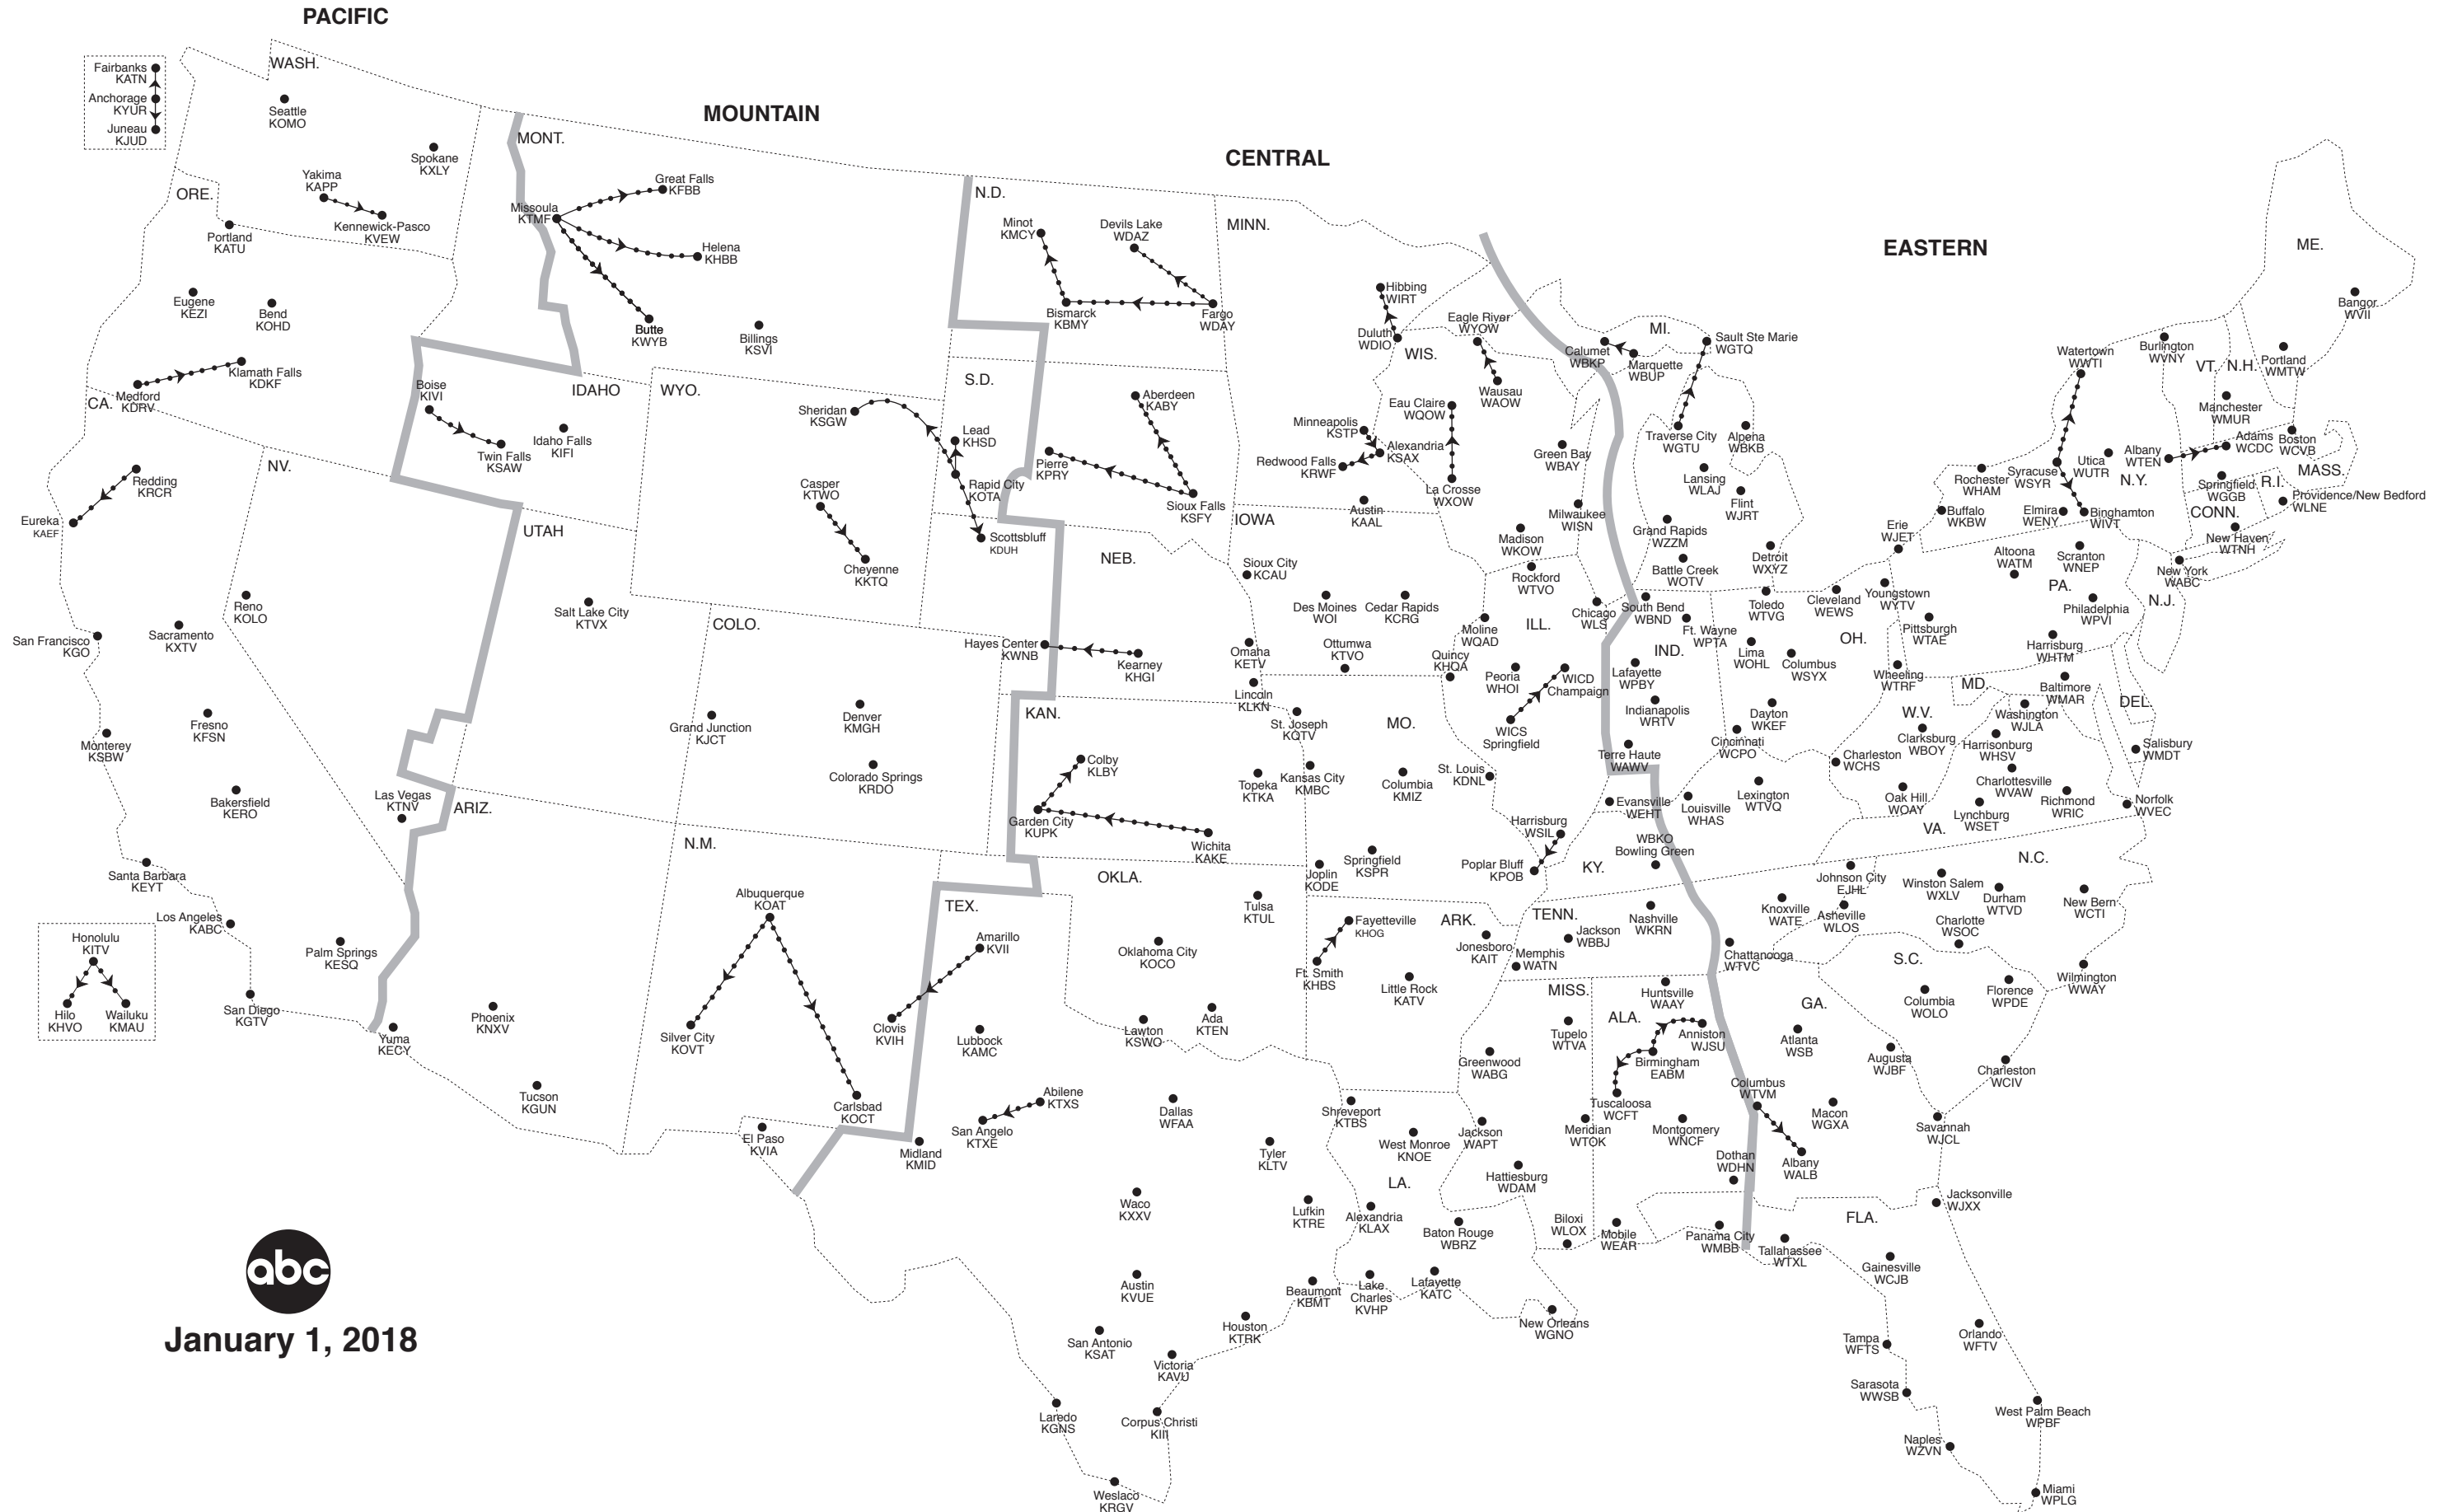 PACIFIC
MOUNTAIN
CENTRAL
EASTERN
Fairbanks
KATN
Anchorage
KYUR
Juneau
KJUD
WASH.
Seattle
KOMO
Spokane
KXLY
Yakima
KAPP
Kennewick-Pasco
KVEW
ORE.
Portland
KATU
Eugene
KEZI
Bend
KOHD
Klamath Falls
KDKF
Medford
KDRV
CA.
Redding
KRCR
Eureka
KAEF
NV.
Reno
KOLO
Sacramento
KXTV
San Francisco
KGO
Fresno
KFSN
Monterey
KSBW
Bakersfield
KERO
Las Vegas
KTNV
Santa Barbara
KEYT
Los Angeles
KABC
Palm Springs
KESQ
San Diego
KGTV
Honolulu
KITV
Hilo
KHVO
Wailuku
KMAU
MONT.
Missoula
KTMF
Great Falls
KFBB
Helena
KHBB
Butte
KWYB
Billings
KSVI
IDAHO
Boise
KIVI
Twin Falls
KSAW
Idaho Falls
KIFI
WYO.
Sheridan
KSGW
Casper
KTWO
Cheyenne
KKTQ
UTAH
Salt Lake City
KTVX
COLO.
Grand Junction
KJCT
Denver
KMGH
Colorado Springs
KRDO
ARIZ.
Yuma
KECY
Phoenix
KNXV
Tucson
KGUN
N.M.
Albuquerque
KOAT
Silver City
KOVT
Clovis
KVIH
Carlsbad
KOCT
El Paso
KVIA
N.D.
Minot
KMCY
Devils Lake
WDAZ
Bismarck
KBMY
Fargo
WDAY
S.D.
Lead
KHSD
Rapid City
KOTA
Pierre
KPRY
Aberdeen
KABY
Sioux Falls
KSFY
Scottsbluff
KDUH
NEB.
Hayes Center
KWNB
Kearney
KHGI
Omaha
KETV
Lincoln
KLKN
KAN.
Colby
KLBY
Garden City
KUPK
Wichita
KAKE
Topeka
KTKA
OKLA.
Tulsa
KTUL
Oklahoma City
KOCO
Lawton
KSWO
Ada
KTEN
TEX.
Amarillo
KVII
Lubbock
KAMC
Abilene
KTXS
San Angelo
KTXE
Midland
KMID
Dallas
WFAA
Tyler
KLTV
Waco
KXXV
Lufkin
KTRE
Austin
KVUE
Beaumont
KBMT
Houston
KTRK
San Antonio
KSAT
Victoria
KAVU
Laredo
KGNS
Corpus Christi
KIII
Weslaco
KRGV
MINN.
Hibbing
WIRT
Duluth
WDIO
Minneapolis
KSTP
Alexandria
KSAX
Redwood Falls
KRWF
Austin
KAAL
WIS.
Eagle River
WYOW
Wausau
WAOW
Eau Claire
WQOW
La Crosse
WXOW
Green Bay
WBAY
Milwaukee
WISN
Madison
WKOW
IOWA
Sioux City
KCAU
Des Moines
WOI
Cedar Rapids
KCRG
Ottumwa
KTVO
ILL.
Rockford
WTVO
Chicago
WLS
Moline
WQAD
Quincy
KHQA
Peoria
WHOI
WICD
Champaign
WICS
Springfield
Harrisburg
WSIL
MO.
St. Joseph
KQTV
Kansas City
KMBC
Columbia
KMIZ
St. Louis
KDNL
Springfield
KSPR
Joplin
KODE
Poplar Bluff
KPOB
ARK.
Fayetteville
KHOG
Ft. Smith
KHBS
Jonesboro
KAIT
Little Rock
KATV
LA.
Shreveport
KTBS
West Monroe
KNOE
Alexandria
KLAX
Baton Rouge
WBRZ
Lake
Charles
KVHP
Lafayette
KATC
New Orleans
WGNO
MISS.
Tupelo
WTVA
Greenwood
WABG
Jackson
WAPT
Meridian
WTOK
Hattiesburg
WDAM
Biloxi
WLOX
ALA.
Huntsville
WAAY
Anniston
WJSU
Birmingham
EABM
Tuscaloosa
WCFT
Montgomery
WNCF
Dothan
WDHN
Mobile
WEAR
TENN.
Nashville
WKRN
Jackson
WBBJ
Memphis
WATN
Chattanooga
WTVC
Knoxville
WATE
Johnson City
EJHL
KY.
WBKO
Bowling Green
Louisville
WHAS
Lexington
WTVQ
MI.
Calumet
WBKP
Marquette
WBUP
Sault Ste Marie
WGTQ
Traverse City
WGTU
Alpena
WBKB
Lansing
WLAJ
Flint
WJRT
Grand Rapids
WZZM
Battle Creek
WOTV
Detroit
WXYZ
IND.
South Bend
WBND
Ft. Wayne
WPTA
Lafayette
WPBY
Indianapolis
WRTV
Terre Haute
WAWV
Evansville
WEHT
OH.
Toledo
WTVG
Cleveland
WEWS
Youngstown
WYTV
Lima
WOHL
Columbus
WSYX
Dayton
WKEF
Cincinnati
WCPO
W.V.
Wheeling
WTRF
Clarksburg
WBOY
Charleston
WCHS
Oak Hill
WOAY
PA.
Erie
WJET
Pittsburgh
WTAE
Altoona
WATM
Scranton
WNEP
Philadelphia
WPVI
Harrisburg
WHTM
N.Y.
Watertown
WWTI
Syracuse
WSYR
Utica
WUTR
Rochester
WHAM
Buffalo
WKBW
Elmira
WENY
Binghamton
WIVT
Albany
WTEN
New York
WABC
N.J.
VT.
Burlington
WVNY
N.H.
Manchester
WMUR
ME.
Bangor
WVII
Portland
WMTW
MASS.
Adams
WCDC
Boston
WCVB
Springfield
WGGB
R.I.
Providence/New Bedford
WLNE
CONN.
New Haven
WTNH
MD.
Baltimore
WMAR
Washington
WJLA
DEL.
Salisbury
WMDT
VA.
Harrisonburg
WHSV
Charlottesville
WVAW
Lynchburg
WSET
Richmond
WRIC
Norfolk
WVEC
N.C.
Winston Salem
WXLV
Durham
WTVD
New Bern
WCTI
Asheville
WLOS
Charlotte
WSOC
Wilmington
WWAY
S.C.
Columbia
WOLO
Florence
WPDE
Charleston
WCIV
GA.
Atlanta
WSB
Augusta
WJBF
Columbus
WTVM
Macon
WGXA
Albany
WALB
Savannah
WJCL
FLA.
Jacksonville
WJXX
Panama City
WMBB
Tallahassee
WTXL
Gainesville
WCJB
Orlando
WFTV
Tampa
WFTS
Sarasota
WWSB
West Palm Beach
WPBF
Naples
WZVN
Miami
WPLG
abc
January 1, 2018